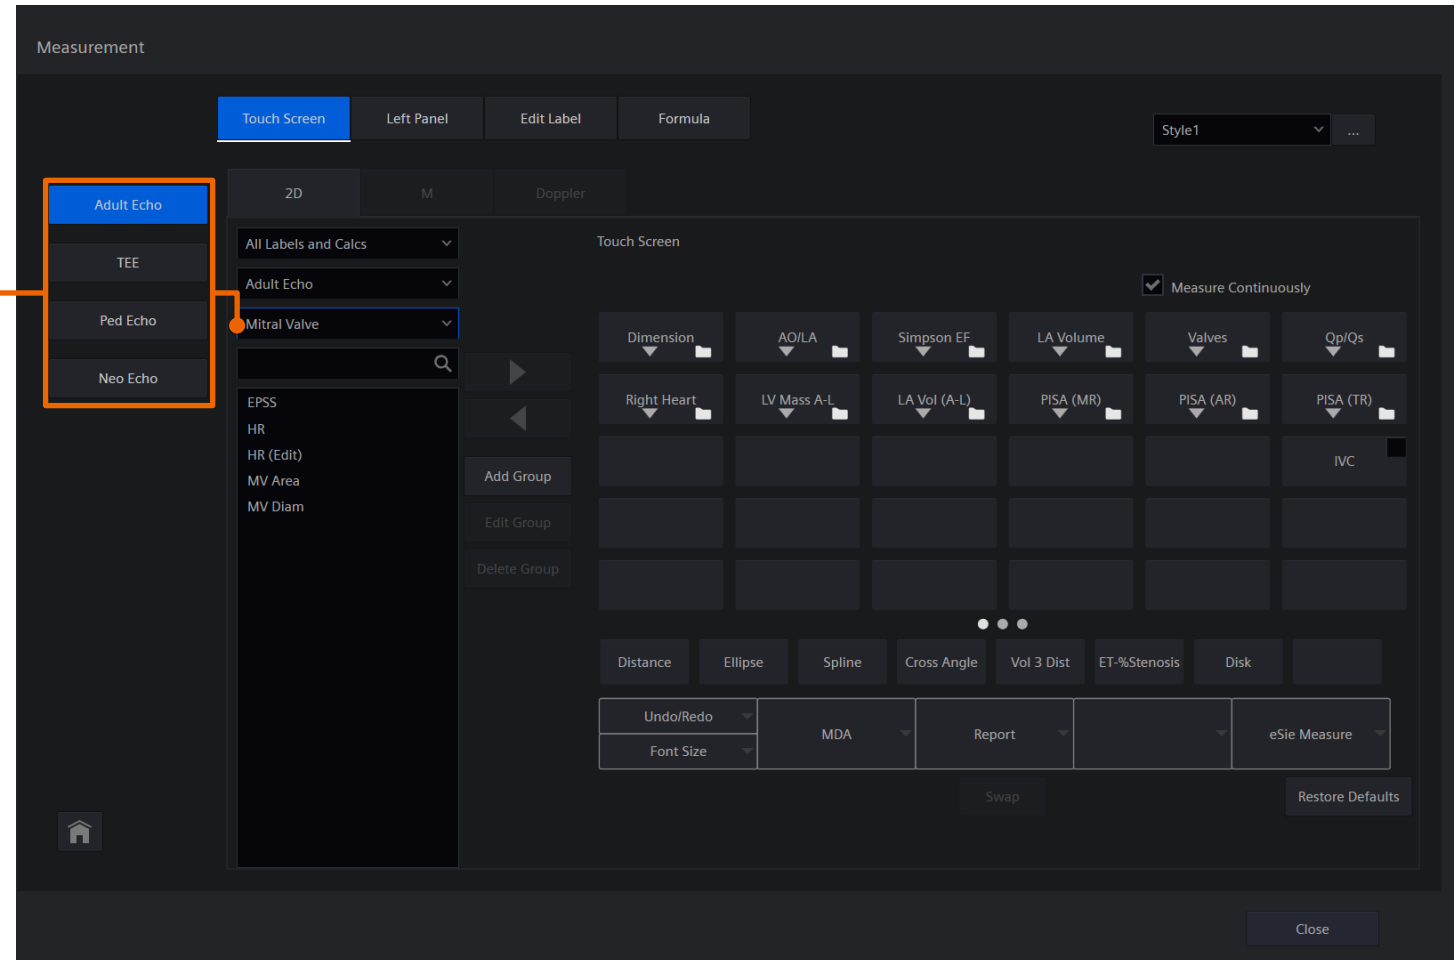 Measurement
Touch Screen Left Panel Edit Label Formula
Style1 ...
Adult Echo
TEE
Ped Echo
Neo Echo
2D M Doppler
All Labels and Calcs
Adult Echo
Mitral Valve
EPSS
HR
HR (Edit)
MV Area
MV Diam
Add Group
Edit Group
Delete Group
Touch Screen
Measure Continuously
Dimension AO/LA Simpson EF LA Volume Valves Qp/Qs
Right Heart LV Mass A-L LA Vol (A-L) PISA (MR) PISA (AR) PISA (TR)
IVC
Distance Ellipse Spline Cross Angle Vol 3 Dist ET-%Stenosis Disk
Undo/Redo
Font Size
MDA Report eSie Measure
Swap Restore Defaults
Close